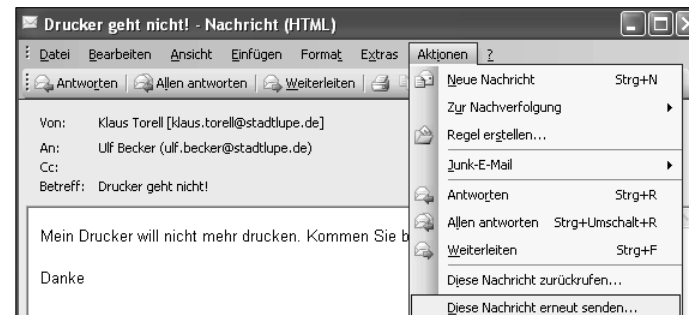 Drucker geht nicht! - Nachricht (HTML)
Datei Bearbeiten Ansicht Einfügen Format Extras Aktionen ?
Antworten Allen antworten Weiterleiten
Von: Klaus Torell [klaus.torell@stadtlupe.de]
An: Ulf Becker (ulf.becker@stadtlupe.de)
Cc:
Betreff: Drucker geht nicht!
Mein Drucker will nicht mehr drucken. Kommen Sie b
Danke
Neue Nachricht Strg+N
Zur Nachverfolgung
Regel erstellen...
Junk-E-Mail
Antworten Strg+R
Allen antworten Strg+Umschalt+R
Weiterleiten Strg+F
Diese Nachricht zurückrufen...
Diese Nachricht erneut senden...